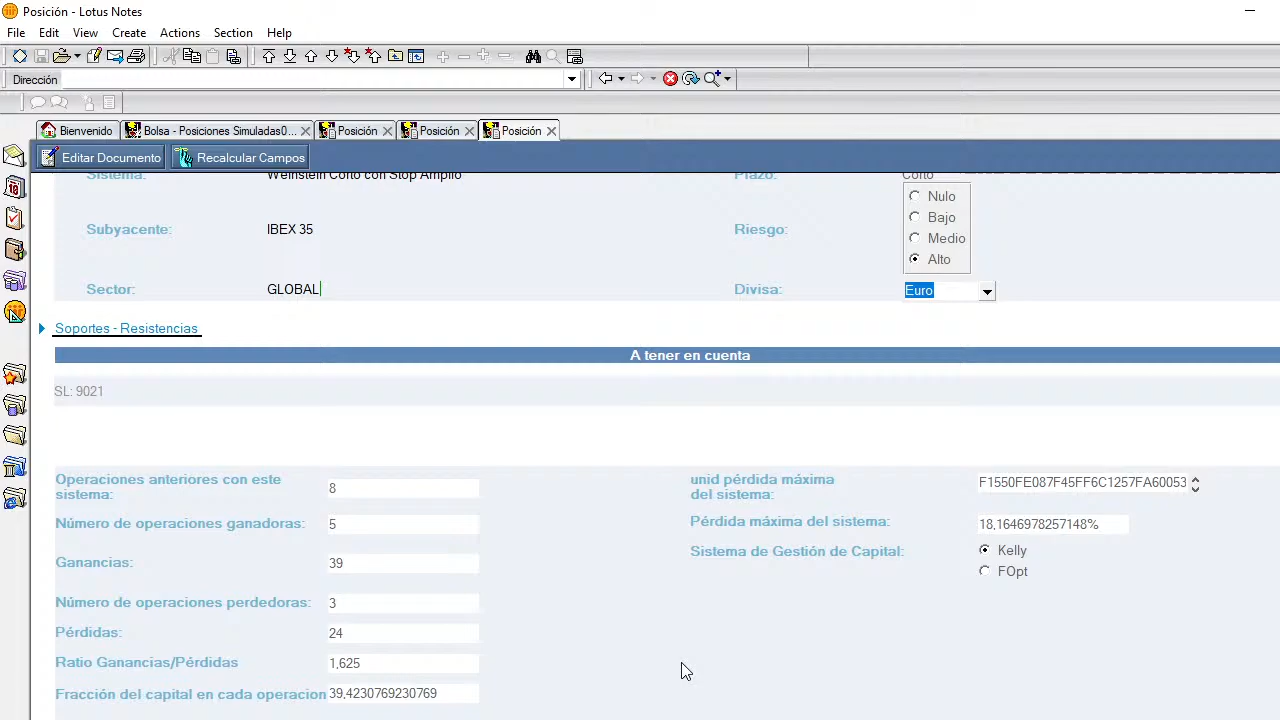 Posición - Lotus Notes
File Edit View Create Actions Section Help
Dirección
Bienvenido Bolsa - Posiciones Simuladas0... Posición Posición Posición
Editar Documento Recalcular Campos
Sistema: Weinstein Corto con Stop Amplio Plazo: Corto
Nulo
Bajo
Subyacente: IBEX 35 Riesgo:
Medio
Alto
Sector: GLOBAL Divisa: Euro
Soportes - Resistencias
A tener en cuenta
SL: 9021
Operaciones anteriores con este
sistema: 8
unid pérdida máxima
del sistema: F1550FE087F45FF6C1257FA60053
Número de operaciones ganadoras: 5 Pérdida máxima del sistema: 18,1646978257148%
Sistema de Gestión de Capital: Kelly
Ganancias: 39 FOpt
Número de operaciones perdedoras: 3
Pérdidas: 24
Ratio Ganancias/Pérdidas 1,625
Fracción del capital en cada operacion 39,4230769230769